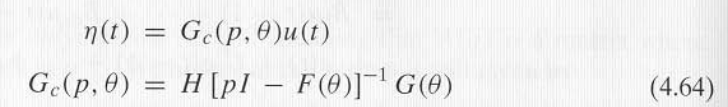 η(t) = G_c(p, θ)u(t)
G_c(p, θ) = H [pI − F(θ)]^{−1} G(θ) (4.64)